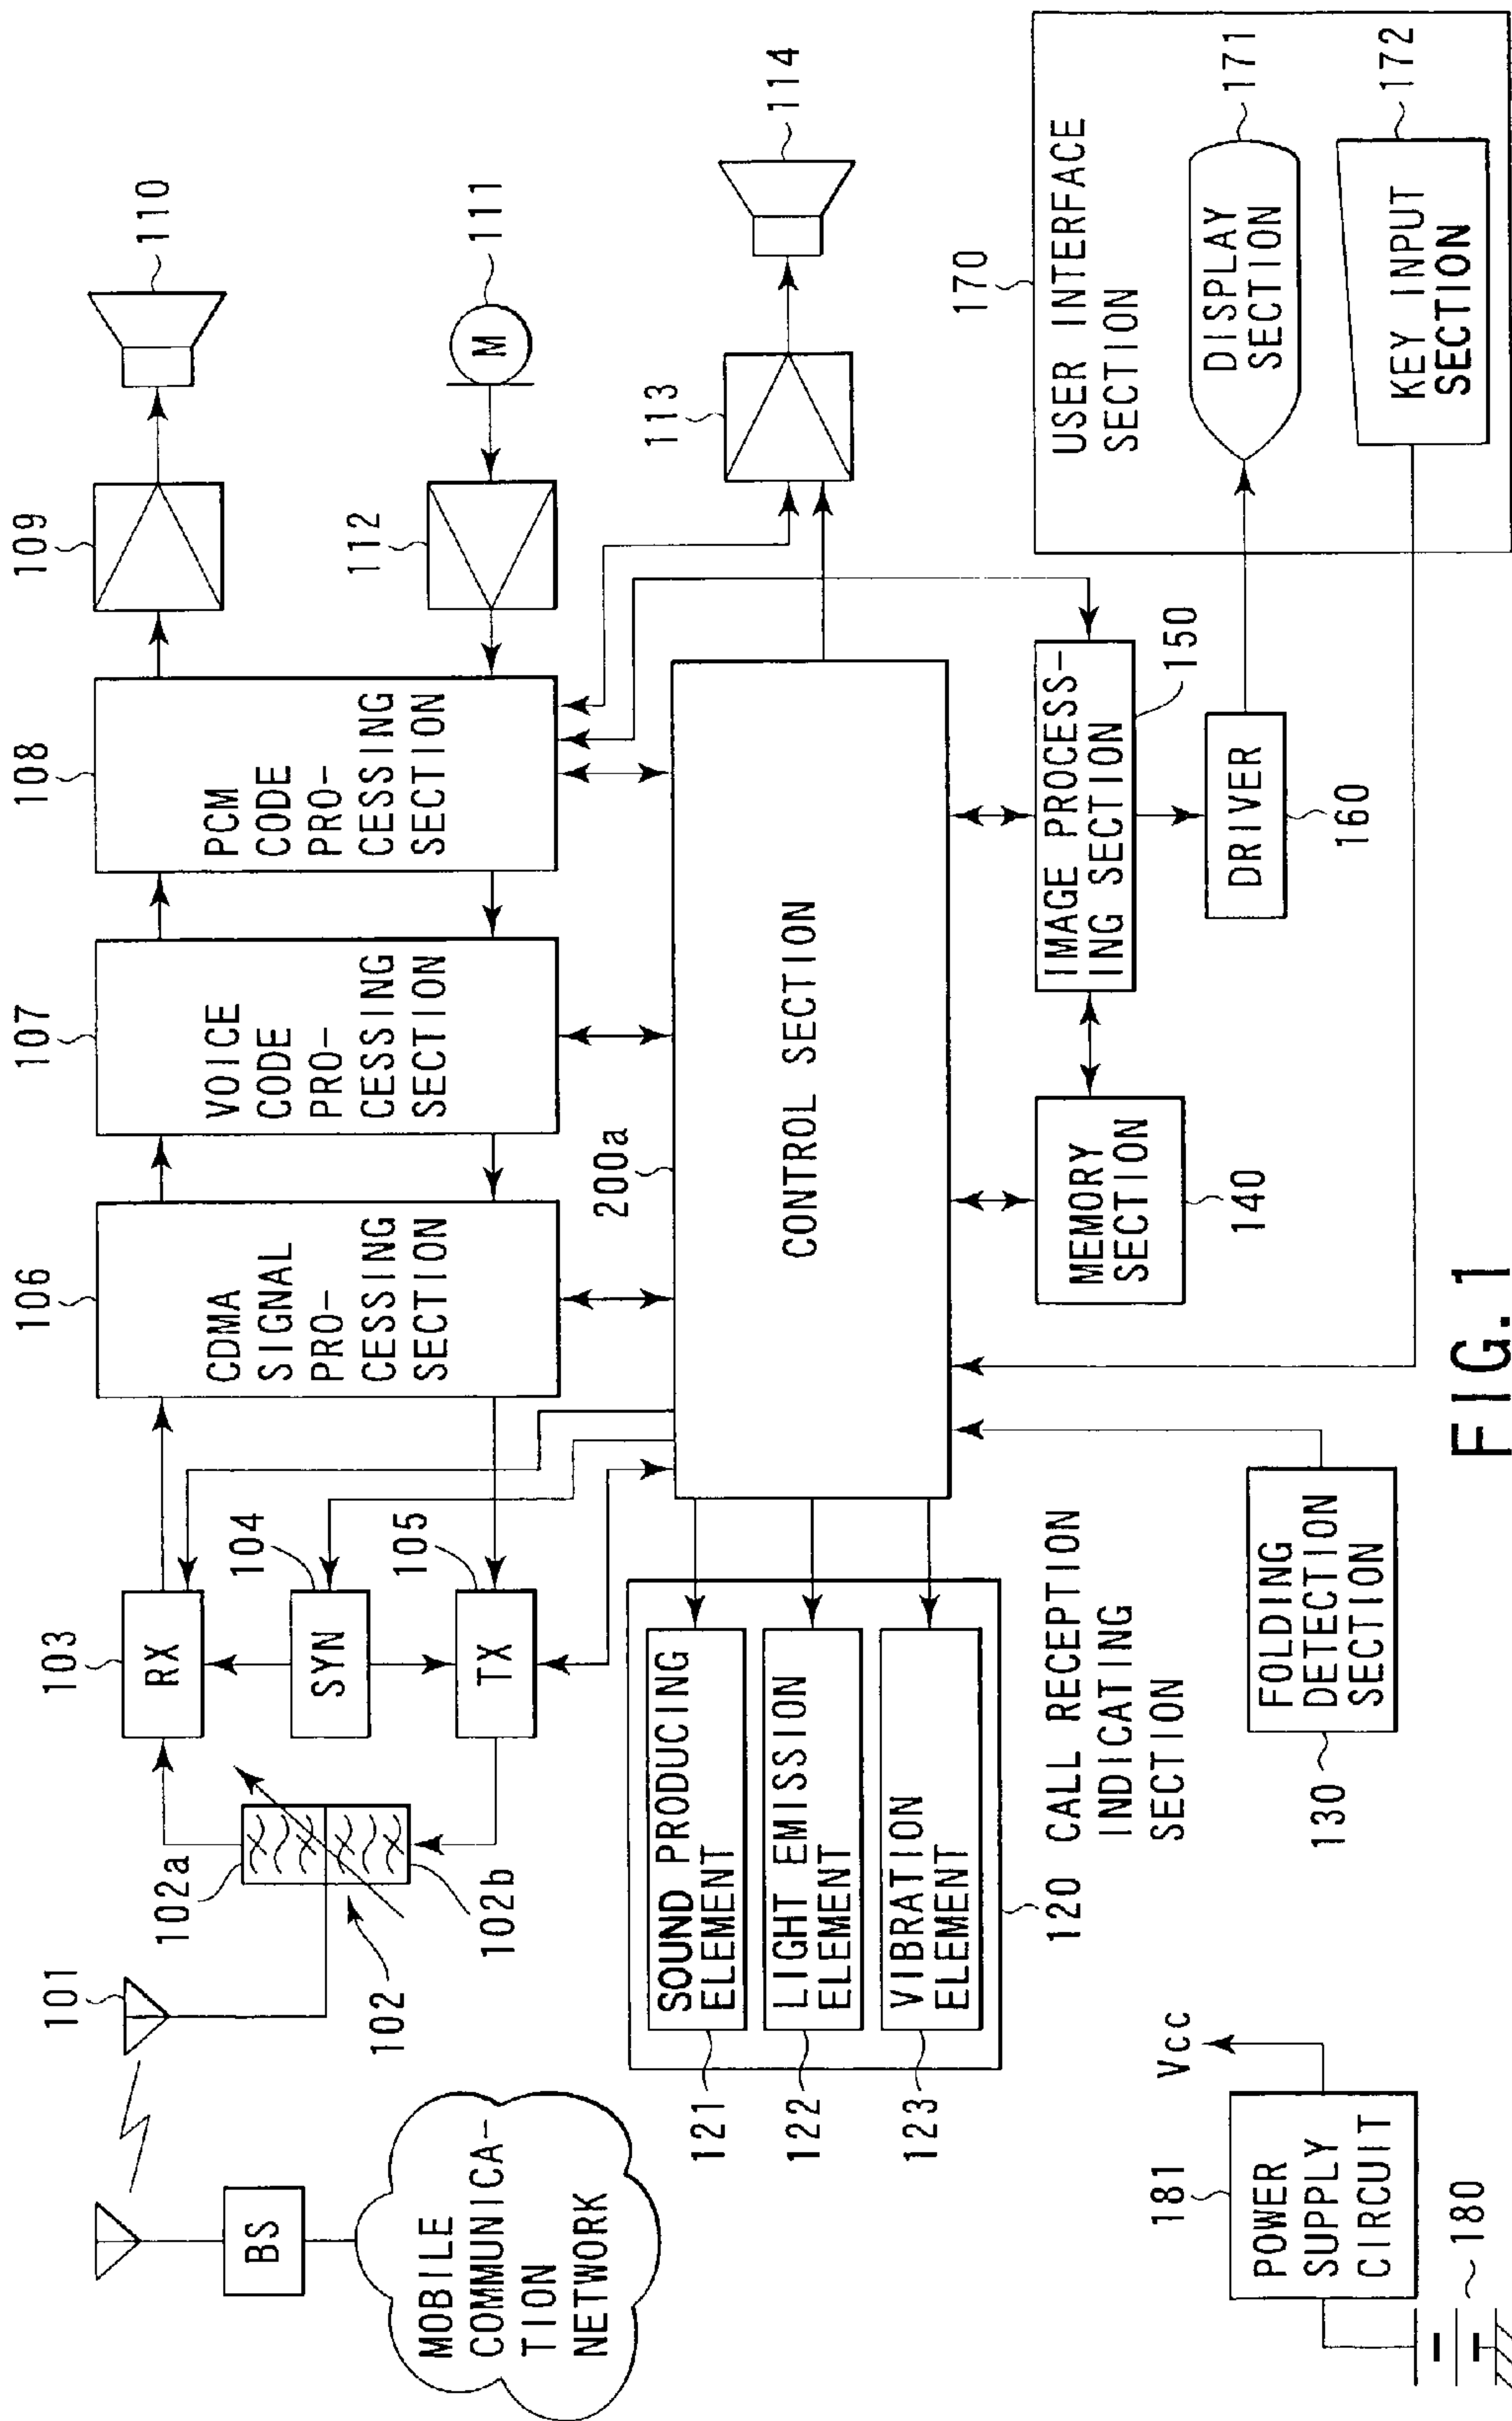 101
102a
102
102b
103
RX
104
SYN
105
TX
106
CDMA
SIGNAL
PRO-
CESSING
SECTION
107
VOICE
CODE
PRO-
CESSING
SECTION
108
PCM
CODE
PRO-
CESSING
SECTION
109
110
111
M
112
113
114
BS
MOBILE
COMMUNICA-
TION
NETWORK
200a
CONTROL SECTION
121
SOUND PRODUCING
ELEMENT
122
LIGHT EMISSION
ELEMENT
123
VIBRATION
ELEMENT
120 CALL RECEPTION
INDICATING
SECTION
130
FOLDING
DETECTION
SECTION
MEMORY
SECTION
140
IMAGE PROCESS-
ING SECTION
150
DRIVER
160
170
USER INTERFACE
SECTION
DISPLAY
SECTION
171
KEY INPUT
SECTION
172
181
POWER
SUPPLY
CIRCUIT
Vcc
180
FIG. 1